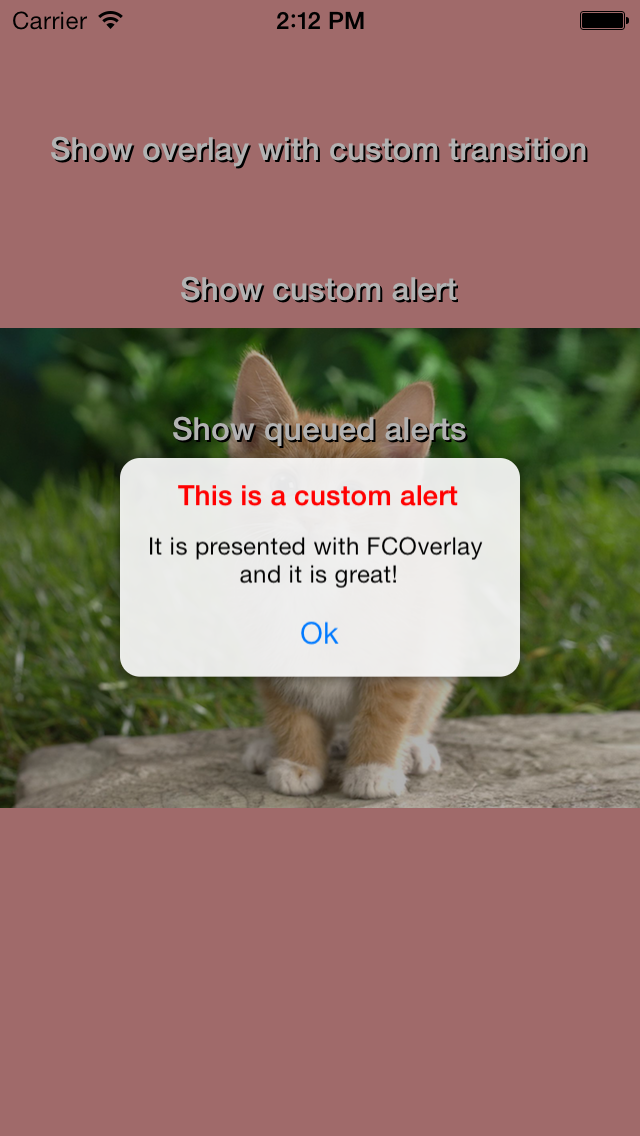 Carrier 2:12 PM
Show overlay with custom transition
Show custom alert
Show queued alerts
This is a custom alert
It is presented with FCOverlay
and it is great!
Ok